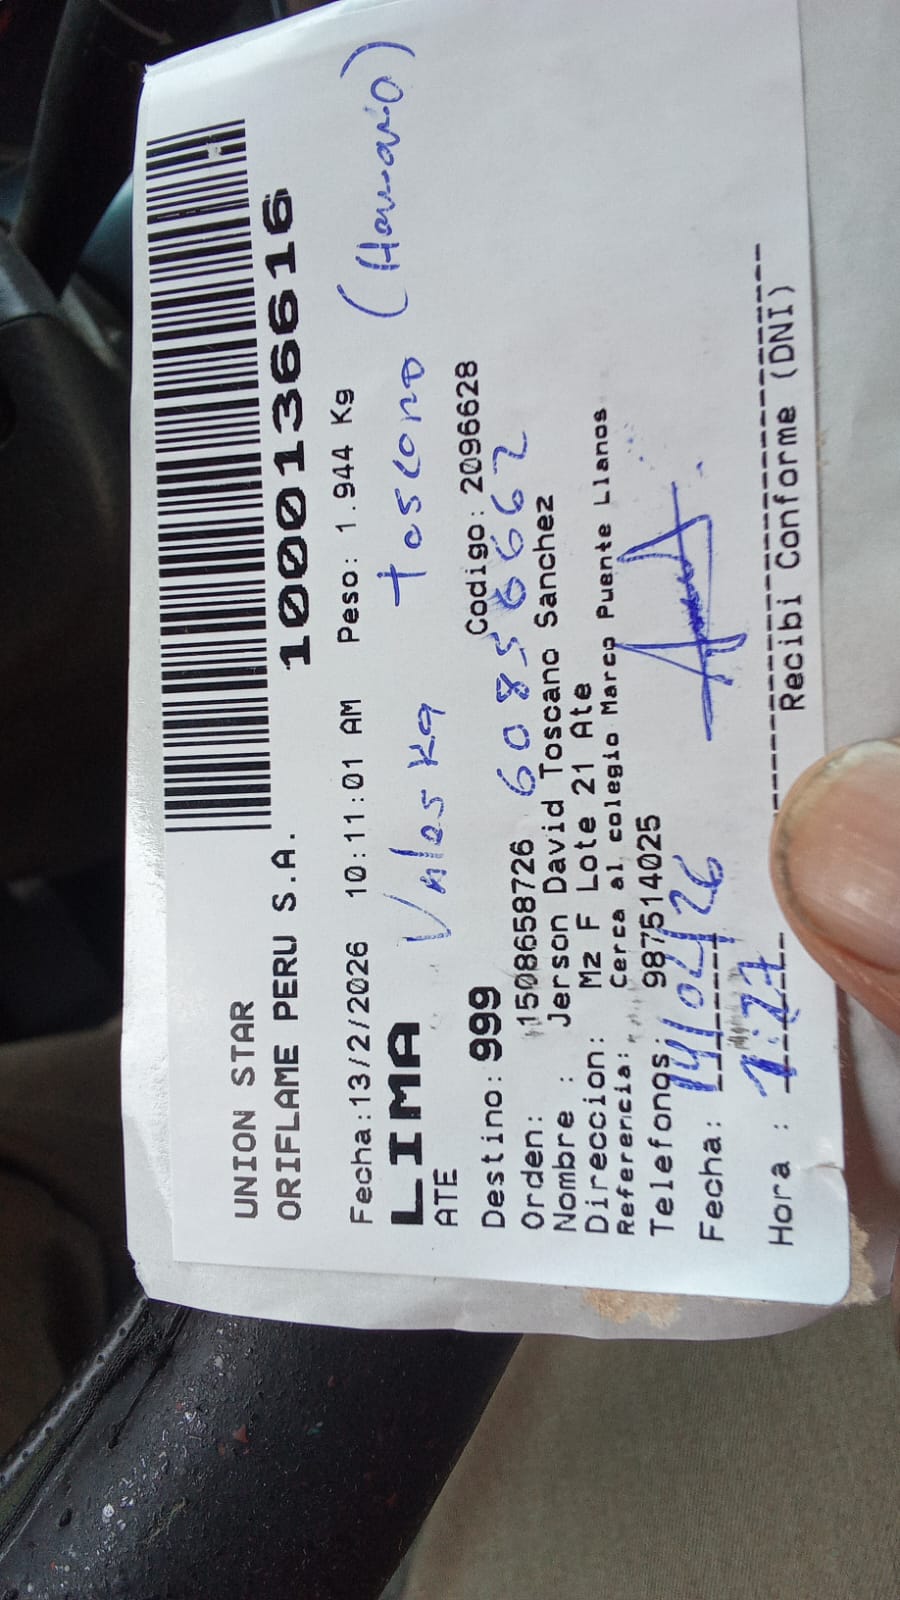 UNION STAR
ORIFLAME PERU S.A. 1000136616
Fecha:13/2/2026 10:11:01 AM Peso: 1.944 Kg
LIMA Valeska toscano (Hermano)
ATE
Destino: 999 Codigo: 2096628
Orden: 1508658726 60858662
Nombre : Jerson David Toscano Sanchez
Direccion: Mz F Lote 21 Ate
Referencia: Cerca al colegio Marco Puente Llanos
Telefonos: 987514025
Fecha: 14/02/26
Hora : 1:27
Recibi Conforme (DNI)